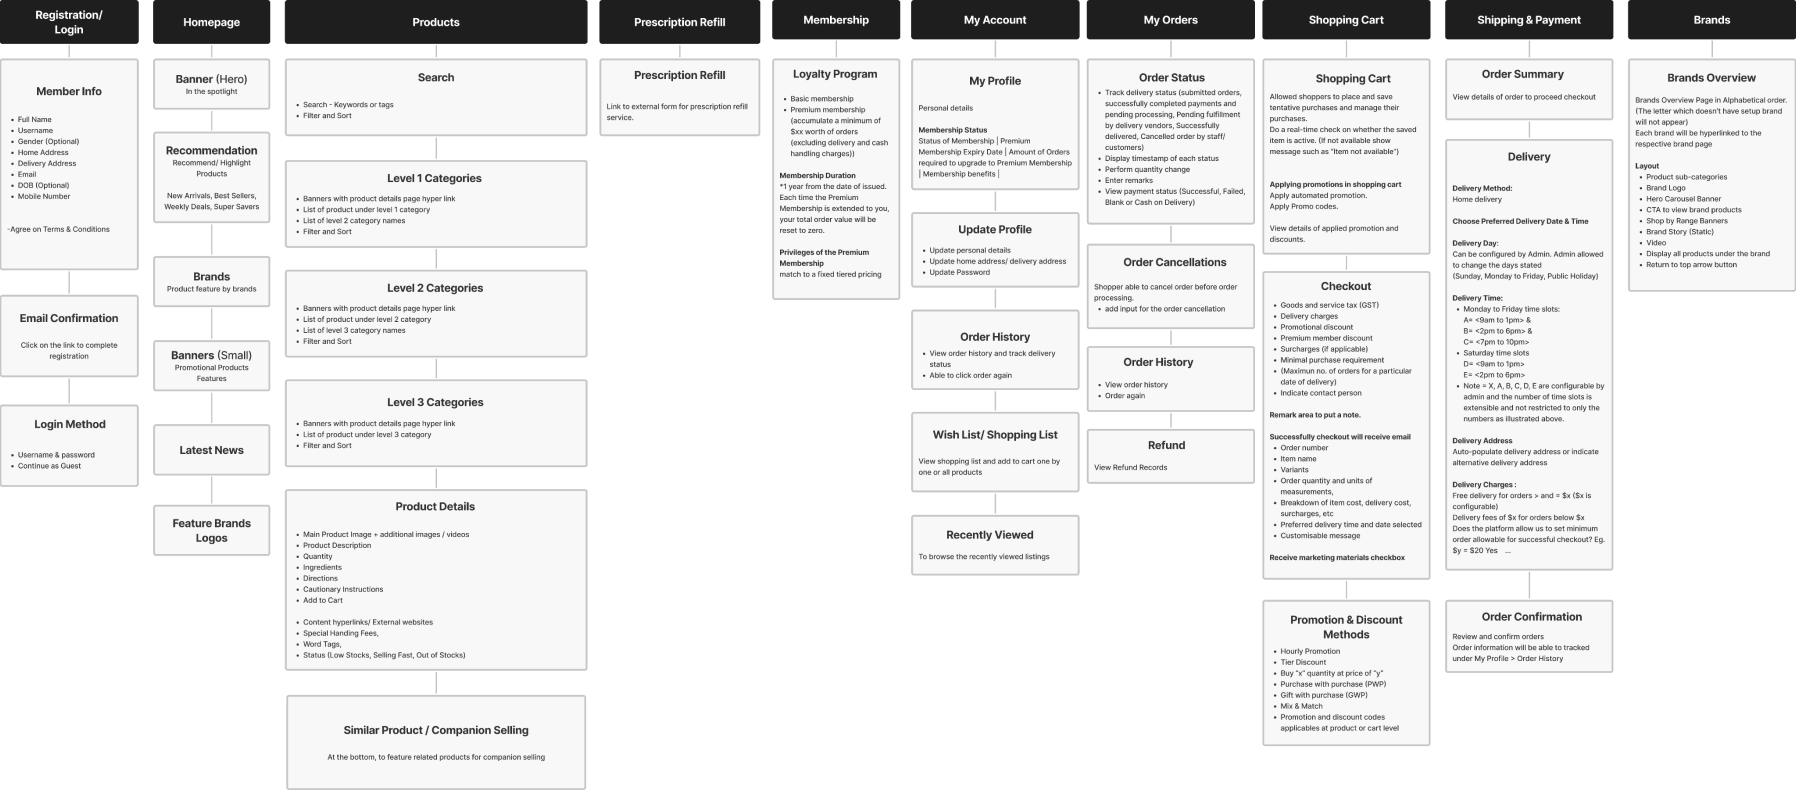 Registration/
Login
Member Info
• Full Name
• Username
• Gender (Optional)
• Home Address
• Delivery Address
• Email
• DOB (Optional)
• Mobile Number
-Agree on Terms & Conditions
Email Confirmation
Click on the link to complete
registration
Login Method
• Username & password
• Continue as Guest
Homepage
Banner (Hero)
In the spotlight
Recommendation
Recommend/ Highlight
Products
New Arrivals, Best Sellers,
Weekly Deals, Super Savers
Brands
Product feature by brands
Banners (Small)
Promotional Products
Features
Latest News
Feature Brands
Logos
Products
Search
• Search - Keywords or tags
• Filter and Sort
Level 1 Categories
• Banners with product details page hyper link
• List of product under level 1 category
• List of level 2 category names
• Filter and Sort
Level 2 Categories
• Banners with product details page hyper link
• List of product under level 2 category
• List of level 3 category names
• Filter and Sort
Level 3 Categories
• Banners with product details page hyper link
• List of product under level 3 category
• Filter and Sort
Product Details
• Main Product Image + additional images / videos
• Product Description
• Quantity
• Ingredients
• Directions
• Cautionary Instructions
• Add to Cart
• Content hyperlinks/ External websites
• Special Handing Fees,
• Word Tags,
• Status (Low Stocks, Selling Fast, Out of Stocks)
Similar Product / Companion Selling
At the bottom, to feature related products for companion selling
Prescription Refill
Prescription Refill
Link to external form for prescription refill
service.
Membership
Loyalty Program
• Basic membership
• Premium membership
(accumulate a minimum of
$xx worth of orders
(excluding delivery and cash
handling charges))
Membership Duration
*1 year from the date of issued.
Each time the Premium
Membership is extended to you,
your total order value will be
reset to zero.
Privileges of the Premium
Membership
match to a fixed tiered pricing
My Account
My Profile
Personal details
Membership Status
Status of Membership | Premium
Membership Expiry Date | Amount of Orders
required to upgrade to Premium Membership
| Membership benefits |
Update Profile
• Update personal details
• Update home address/ delivery address
• Update Password
Order History
• View order history and track delivery
status
• Able to click order again
Wish List/ Shopping List
View shopping list and add to cart one by
one or all products
Recently Viewed
To browse the recently viewed listings
My Orders
Order Status
• Track delivery status (submitted orders,
successfully completed payments and
pending processing, Pending fulfillment
by delivery vendors, Successfully
delivered, Cancelled order by staff/
customers)
• Display timestamp of each status
• Perform quantity change
• Enter remarks
• View payment status (Successful, Failed,
Blank or Cash on Delivery)
Order Cancellations
Shopper able to cancel order before order
processing.
• add input for the order cancellation
Order History
• View order history
• Order again
Refund
View Refund Records
Shopping Cart
Shopping Cart
Allowed shoppers to place and save
tentative purchases and manage their
purchases.
Do a real-time check on whether the saved
item is active. (If not available show
message such as "Item not available")
Applying promotions in shopping cart
Apply automated promotion.
Apply Promo codes.
View details of applied promotion and
discounts.
Checkout
• Goods and service tax (GST)
• Delivery charges
• Promotional discount
• Premium member discount
• Surcharges (if applicable)
• Minimal purchase requirement
• (Maximun no. of orders for a particular
date of delivery)
• Indicate contact person
Remark area to put a note.
Successfully checkout will receive email
• Order number
• Item name
• Variants
• Order quantity and units of
measurements,
• Breakdown of item cost, delivery cost,
surcharges, etc
• Preferred delivery time and date selected
• Customisable message
Receive marketing materials checkbox
Promotion & Discount
Methods
• Hourly Promotion
• Tier Discount
• Buy "x" quantity at price of "y"
• Purchase with purchase (PWP)
• Gift with purchase (GWP)
• Mix & Match
• Promotion and discount codes
applicables at product or cart level
Shipping & Payment
Order Summary
View details of order to proceed checkout
Delivery
Delivery Method:
Home delivery
Choose Preferred Delivery Date & Time
Delivery Day:
Can be configured by Admin. Admin allowed
to change the days stated
(Sunday, Monday to Friday, Public Holiday)
Delivery Time:
• Monday to Friday time slots:
A= <9am to 1pm> &
B= <2pm to 6pm> &
C= <7pm to 10pm>
• Saturday time slots
D= <9am to 1pm>
E= <2pm to 6pm>
• Note = X, A, B, C, D, E are configurable by
admin and the number of time slots is
extensible and not restricted to only the
numbers as illustrated above.
Delivery Address
Auto-populate delivery address or indicate
alternative delivery address
Delivery Charges :
Free delivery for orders > and = $x ($x is
configurable)
Delivery fees of $x for orders below $x
Does the platform allow us to set minimum
order allowable for successful checkout? Eg.
$y = $20 Yes ...
Order Confirmation
Review and confirm orders
Order information will be able to tracked
under My Profile > Order History
Brands
Brands Overview
Brands Overview Page in Alphabetical order.
(The letter which doesn't have setup brand
will not appear)
Each brand will be hyperlinked to the
respective brand page
Layout
• Product sub-categories
• Brand Logo
• Hero Carousel Banner
• CTA to view brand products
• Shop by Range Banners
• Brand Story (Static)
• Video
• Display all products under the brand
• Return to top arrow button